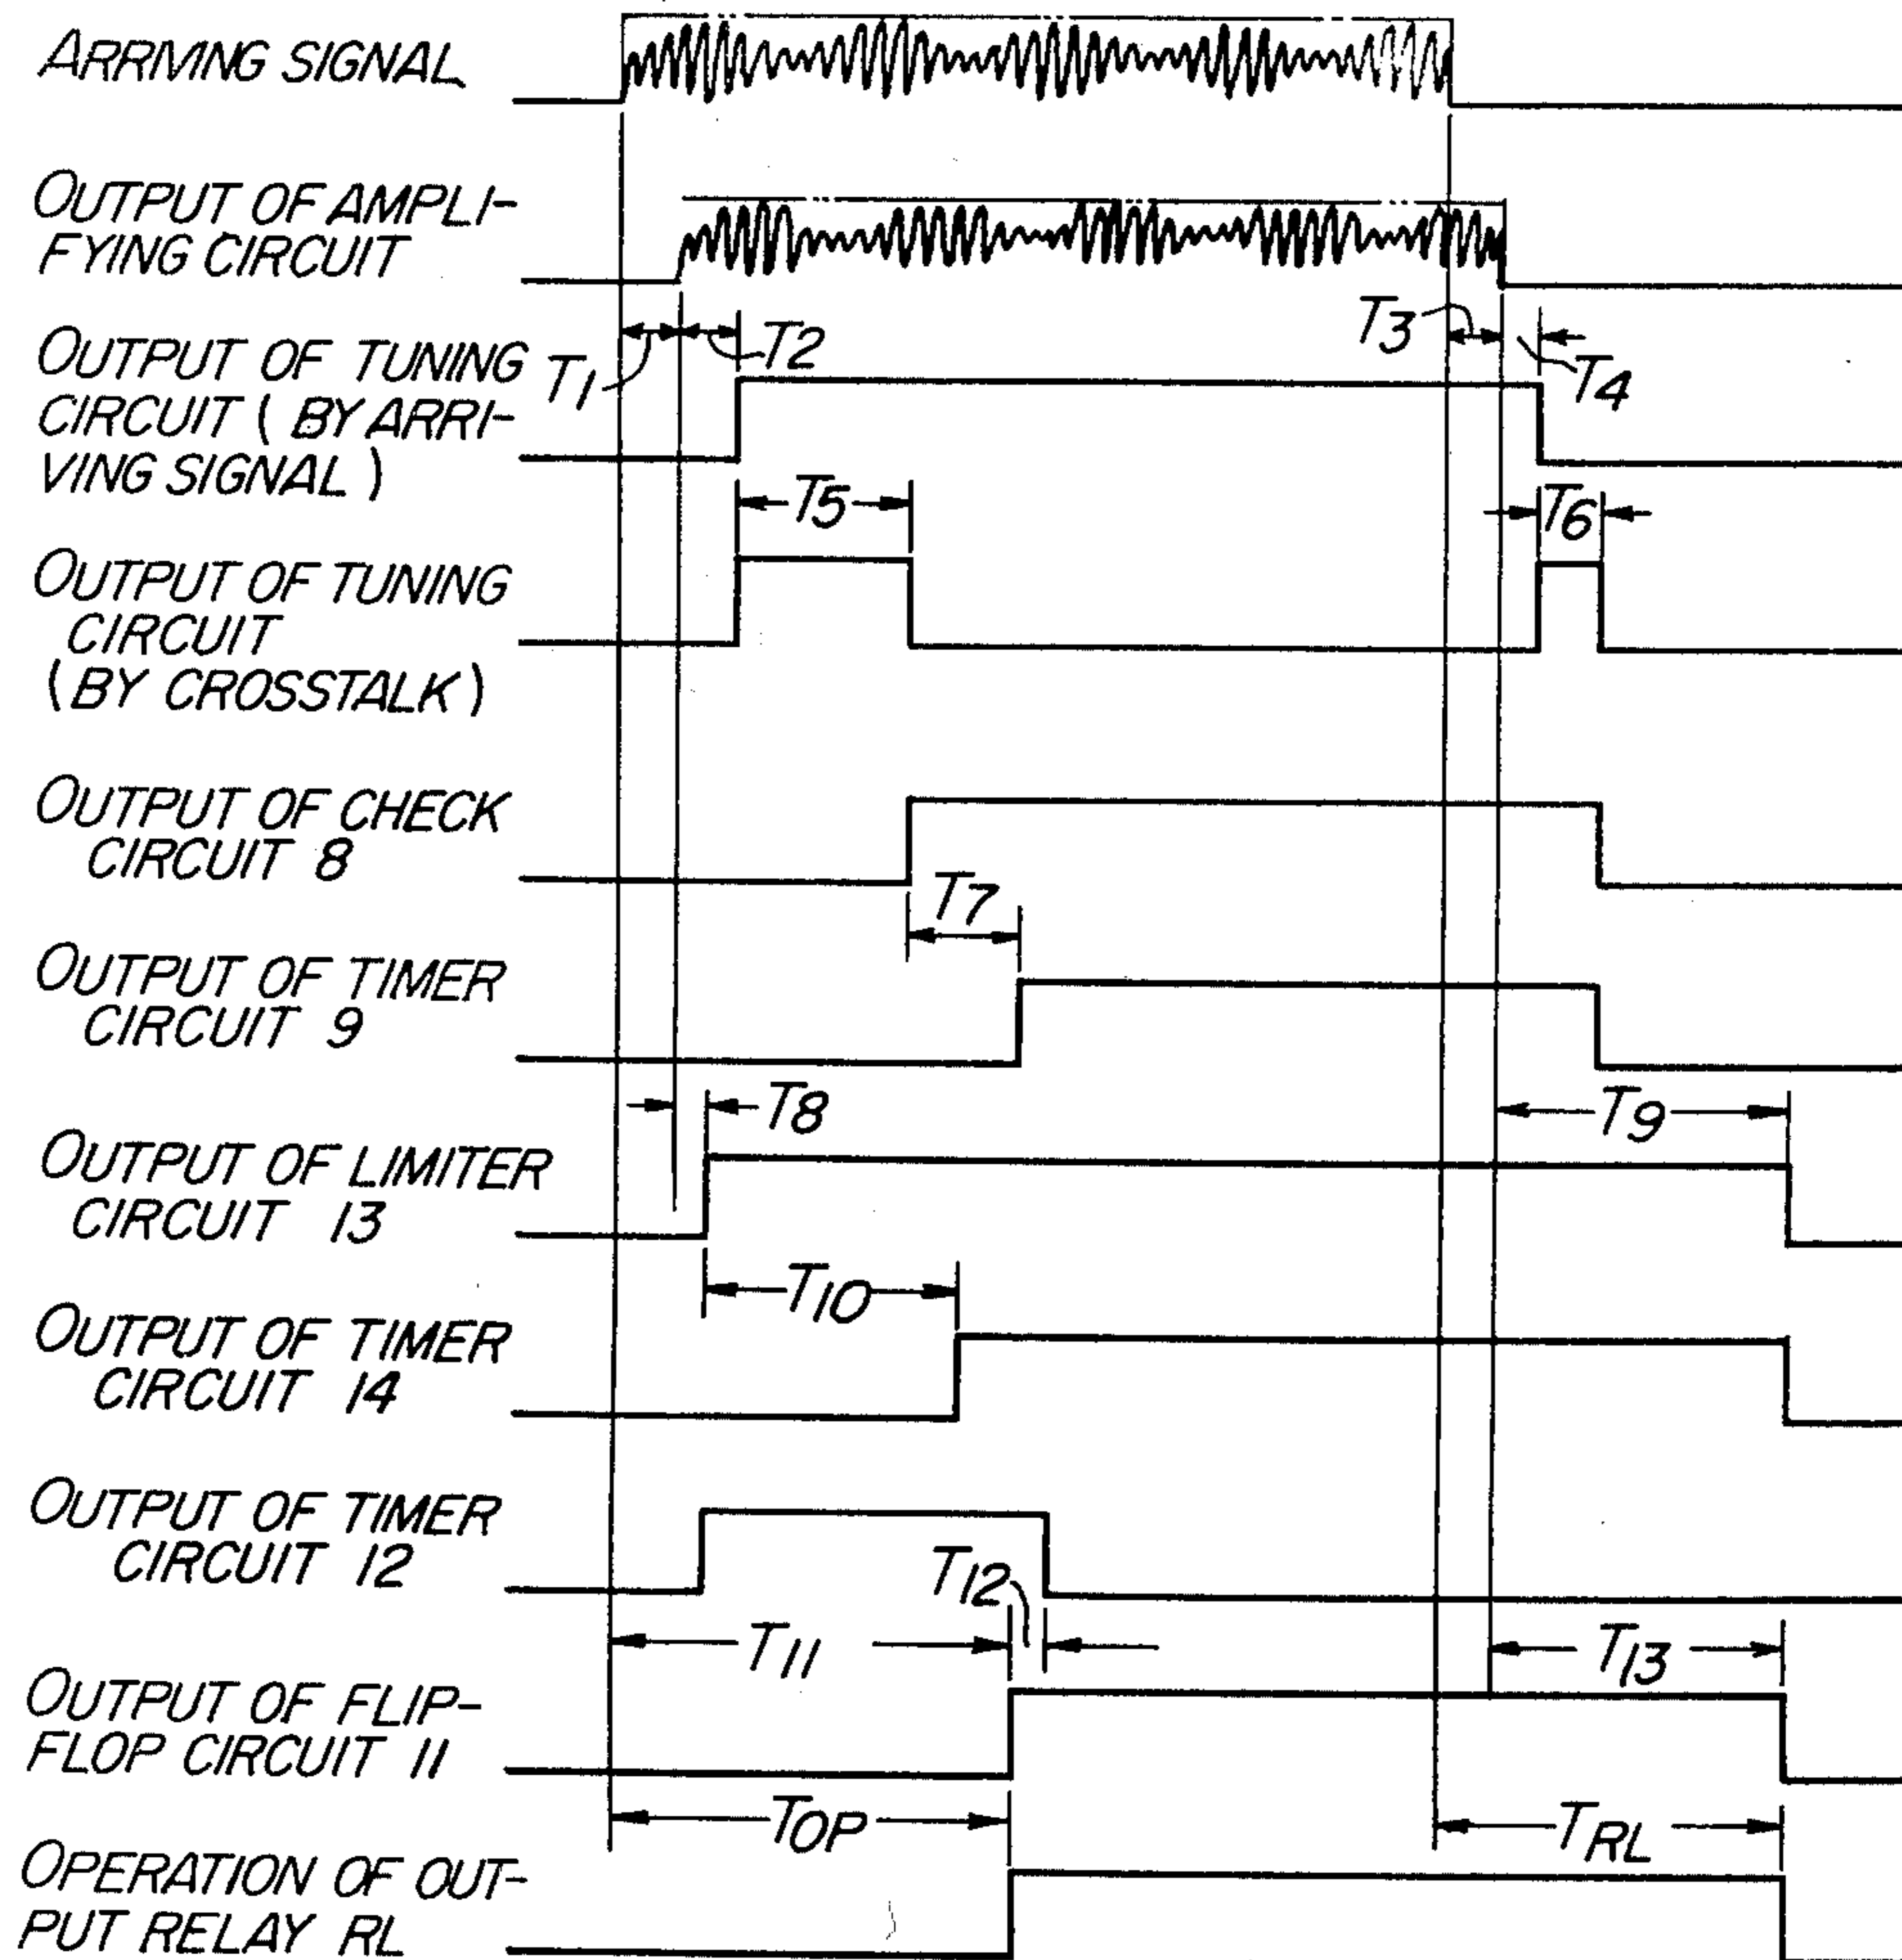 ARRIVING SIGNAL
OUTPUT OF AMPLI-
FYING CIRCUIT
T3
OUTPUT OF TUNING
CIRCUIT ( BY ARRI-
VING SIGNAL )
T1
T2
T4
T5
T6
OUTPUT OF TUNING
CIRCUIT
( BY CROSSTALK )
OUTPUT OF CHECK
CIRCUIT 8
T7
OUTPUT OF TIMER
CIRCUIT 9
T8
T9
OUTPUT OF LIMITER
CIRCUIT 13
T10
OUTPUT OF TIMER
CIRCUIT 14
OUTPUT OF TIMER
CIRCUIT 12
T12
T11
T13
OUTPUT OF FLIP-
FLOP CIRCUIT 11
TOP
TRL
OPERATION OF OUT-
PUT RELAY RL